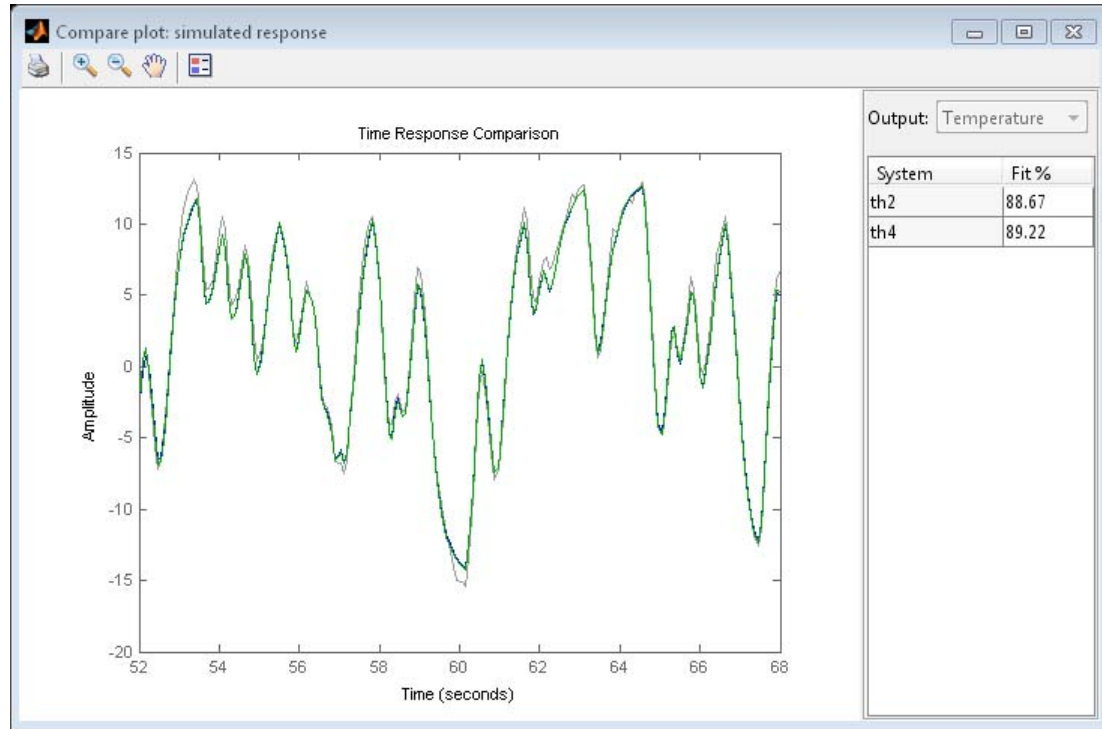 Compare plot: simulated response
Time Response Comparison
Output: Temperature
System Fit %
th2 88.67
th4 89.22
15
10
5
0
-5
-10
-15
-20
Amplitude
52 54 56 58 60 62 64 66 68
Time (seconds)